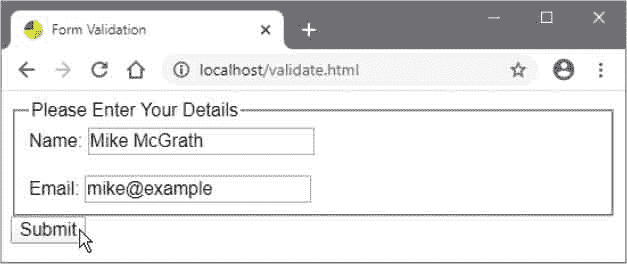 Form Validation
localhost/validate.html
Please Enter Your Details
Name: Mike McGrath
Email: mike@example
Submit